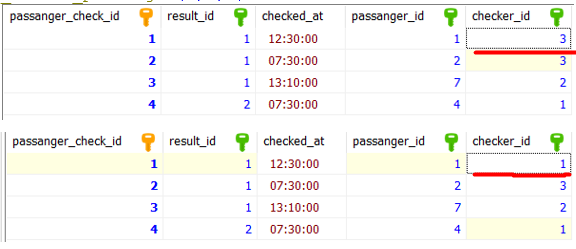 passanger_check_id result_id checked_at passanger_id checker_id
1 1 12:30:00 1 3
2 1 07:30:00 2 3
3 1 13:10:00 7 2
4 2 07:30:00 4 1
passanger_check_id result_id checked_at passanger_id checker_id
1 1 12:30:00 1 1
2 1 07:30:00 2 3
3 1 13:10:00 7 2
4 2 07:30:00 4 1